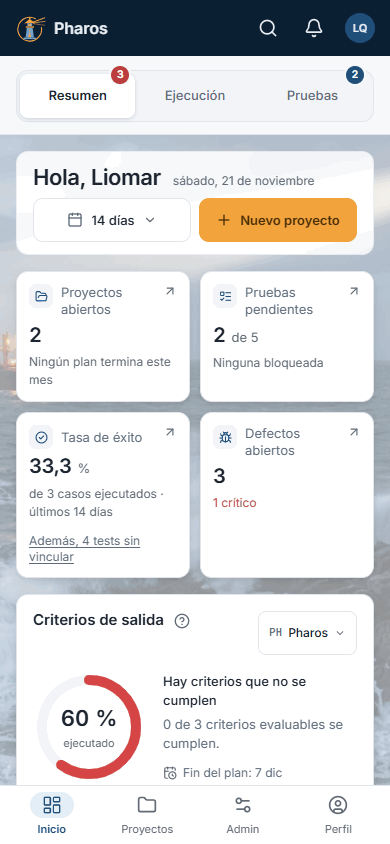 Pharos
LQ
3
2
Resumen
Ejecución
Pruebas
Hola, Liomar
sábado, 21 de noviembre
14 días
Nuevo proyecto
Proyectos
abiertos
2
Ningún plan termina este
mes
Pruebas
pendientes
2 de 5
Ninguna bloqueada
Tasa de éxito
33,3 %
de 3 casos ejecutados ·
últimos 14 días
Además, 4 tests sin
vincular
Defectos
abiertos
3
1 crítico
Criterios de salida
PH Pharos
60 %
ejecutado
Hay criterios que no se
cumplen
0 de 3 criterios evaluables se
cumplen.
Fin del plan: 7 dic
Inicio
Proyectos
Admin
Perfil